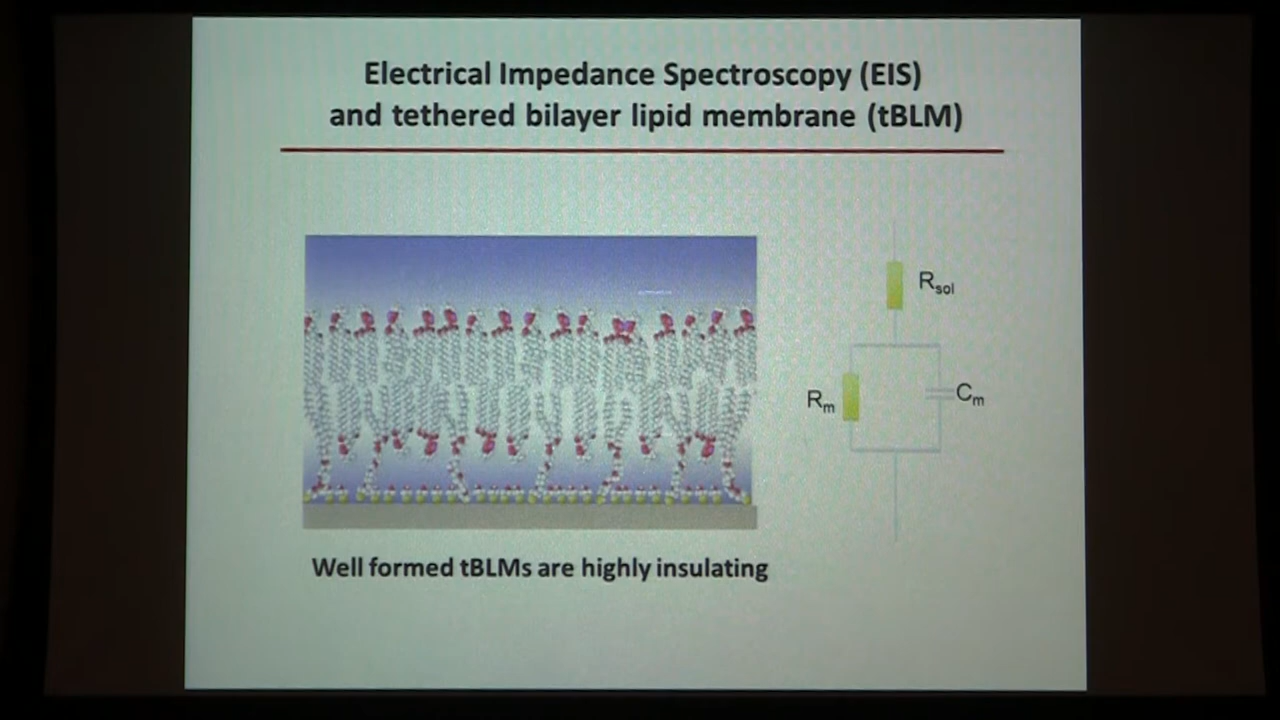 Electrical Impedance Spectroscopy (EIS)
and tethered bilayer lipid membrane (tBLM)
Rsol
Rm
Cm
Well formed tBLMs are highly insulating